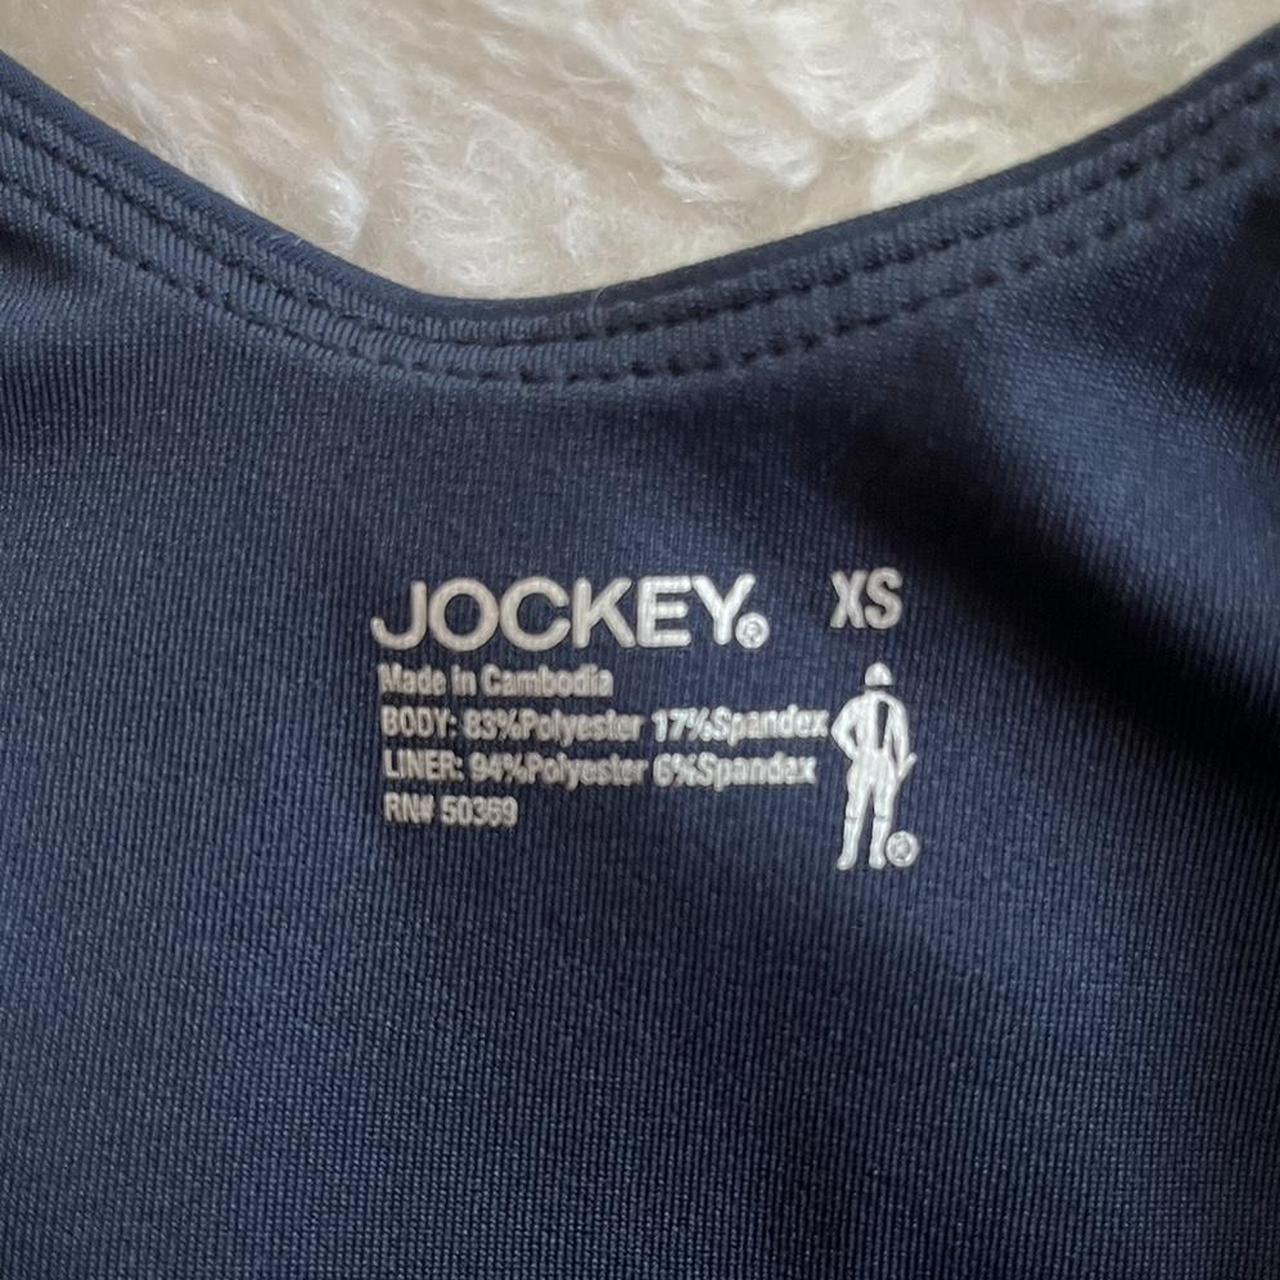 JOCKEY® XS
Made in Cambodia
BODY: 83%Polyester 17%Spandex
LINER: 94%Polyester 6%Spandex
RN# 50369
®